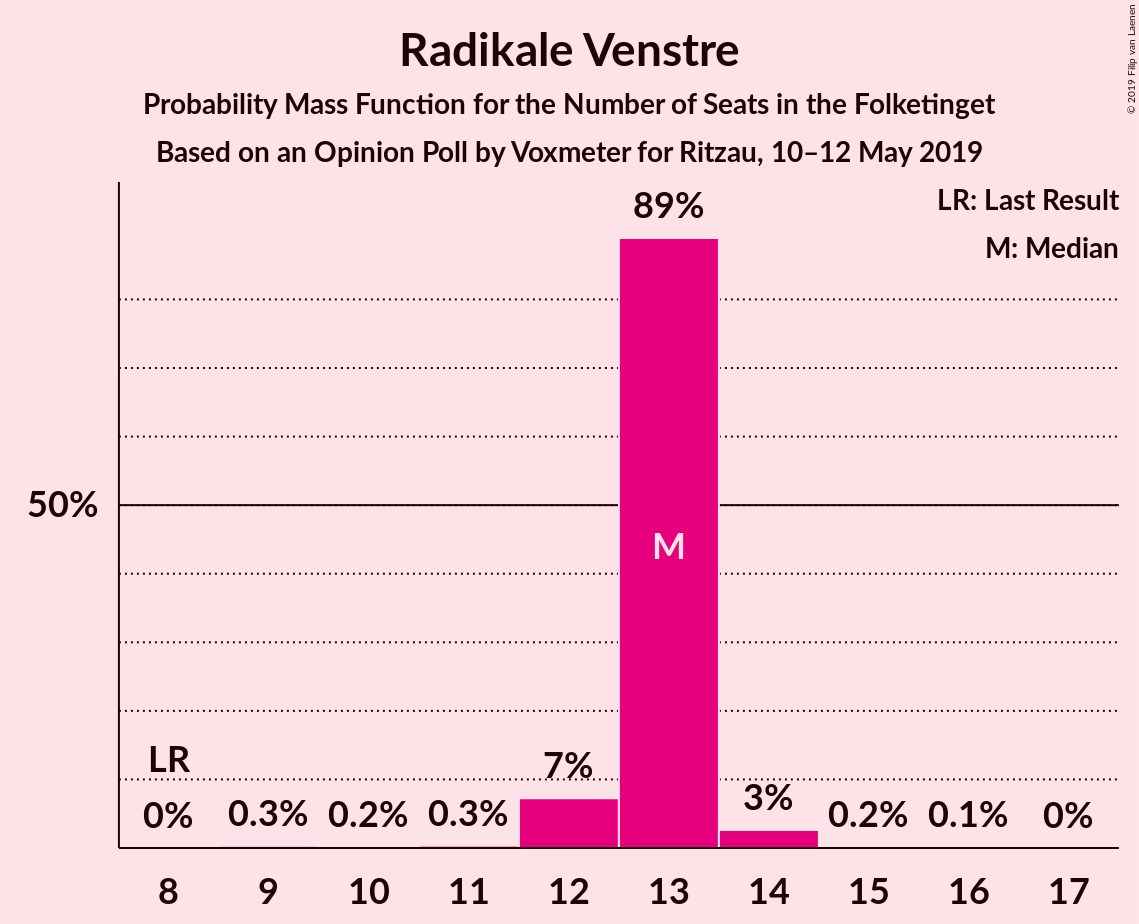 Radikale Venstre
Probability Mass Function for the Number of Seats in the Folketinget
Based on an Opinion Poll by Voxmeter for Ritzau, 10–12 May 2019
© 2019 Filip van Laenen
LR: Last Result
M: Median
89%
50%
M
LR
7%
3%
0% 0.3% 0.2% 0.3% 0.2% 0.1% 0%
8 9 10 11 12 13 14 15 16 17